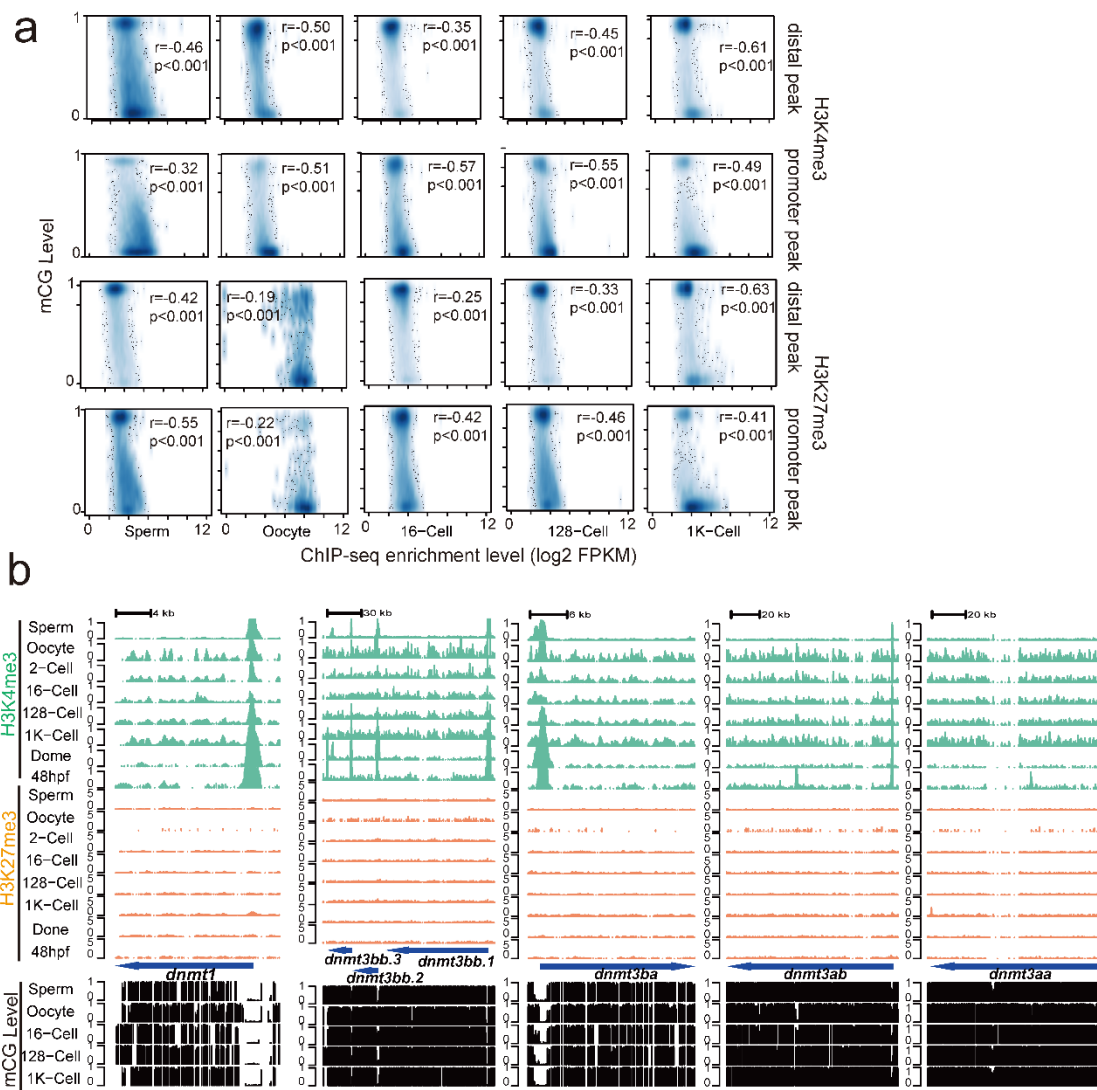 a
r=-0.46
p<0.001
r=-0.50
p<0.001
r=-0.35
p<0.001
r=-0.45
p<0.001
r=-0.61
p<0.001
distal peak
r=-0.32
p<0.001
r=-0.51
p<0.001
r=-0.57
p<0.001
r=-0.55
p<0.001
r=-0.49
p<0.001
promoter peak
H3K4me3
r=-0.42
p<0.001
r=-0.19
p<0.001
r=-0.25
p<0.001
r=-0.33
p<0.001
r=-0.63
p<0.001
distal peak
r=-0.55
p<0.001
r=-0.22
p<0.001
r=-0.42
p<0.001
r=-0.46
p<0.001
r=-0.41
p<0.001
promoter peak
H3K27me3
mCG Level
0 Sperm 12
0 Oocyte 12
0 16-Cell 12
0 128-Cell 12
0 1K-Cell 12
ChIP-seq enrichment level (log2 FPKM)
b
4 kb
30 kb
6 kb
20 kb
20 kb
H3K4me3
Sperm
Oocyte
2-Cell
16-Cell
128-Cell
1K-Cell
Dome
48hpf
H3K27me3
Sperm
Oocyte
2-Cell
16-Cell
128-Cell
1K-Cell
Done
48hpf
dnmt1
dnmt3bb.3
dnmt3bb.2
dnmt3bb.1
dnmt3ba
dnmt3ab
dnmt3aa
mCG Level
Sperm
Oocyte
16-Cell
128-Cell
1K-Cell